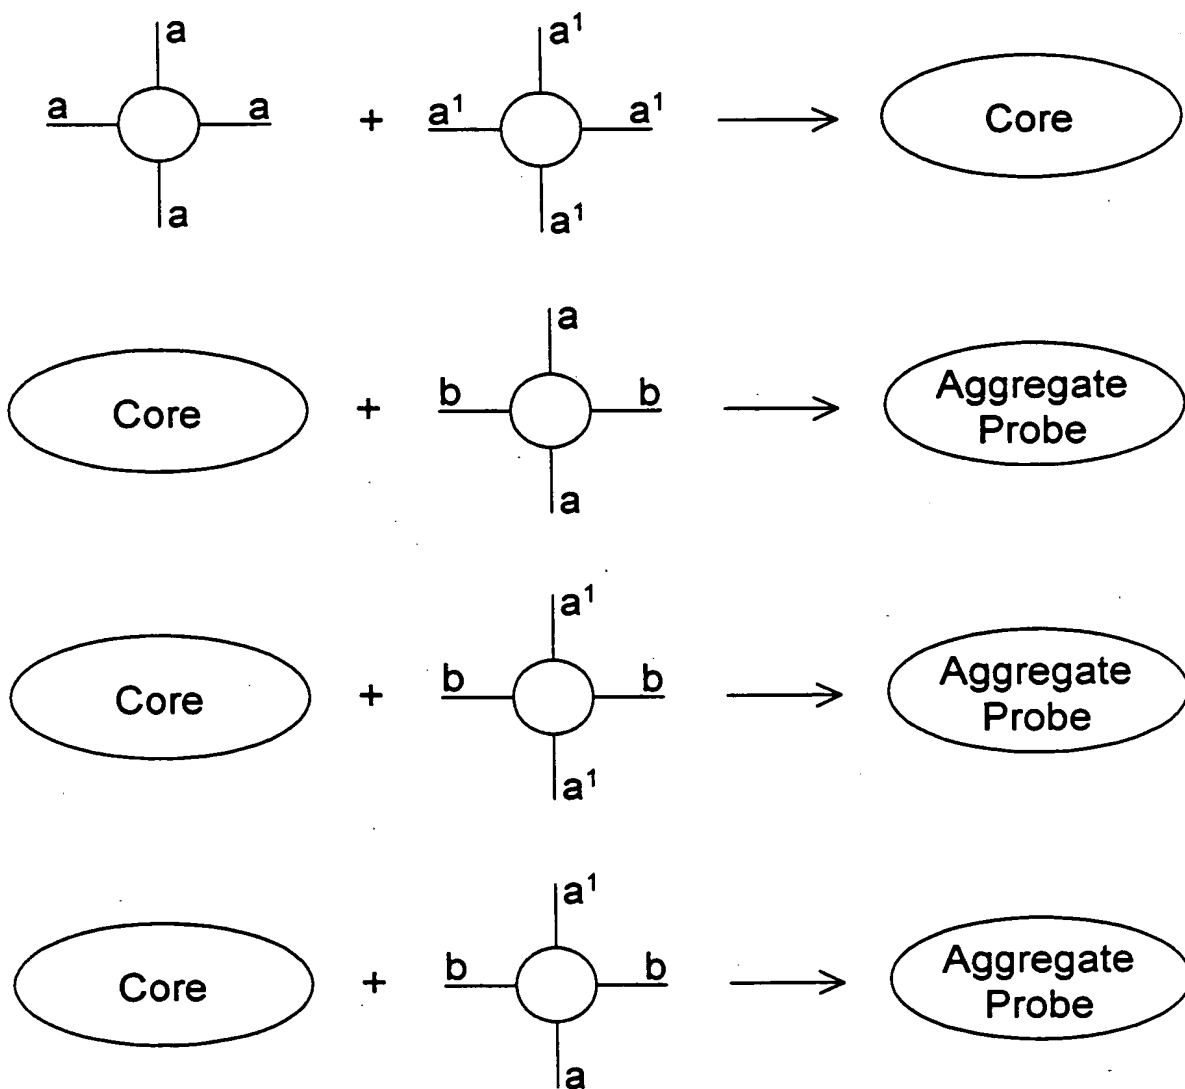 a a¹
a a + a¹ a¹ Core
a a¹
a
Core + b b Aggregate
Probe
a
a¹
Core + b b Aggregate
Probe
a¹
a¹
Core + b b Aggregate
Probe
a